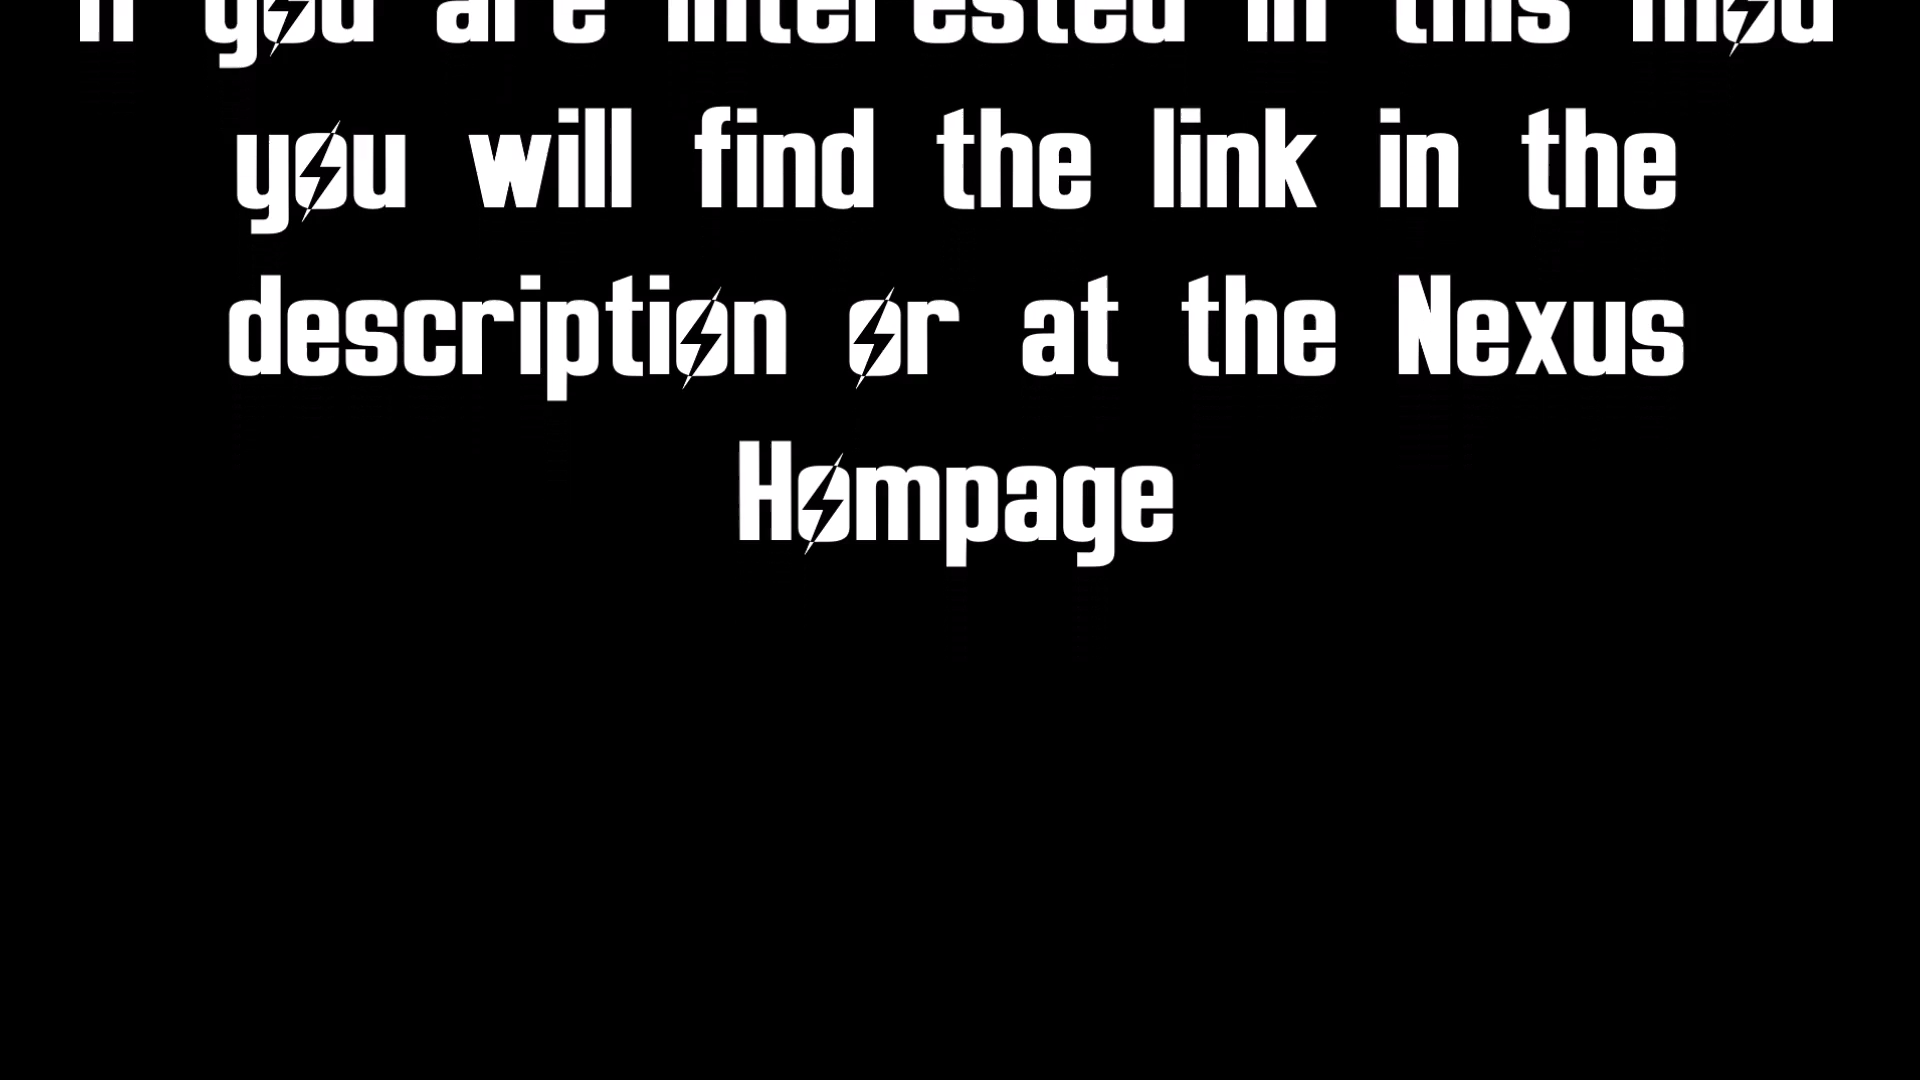 If you are interested in this mod
you will find the link in the
description or at the Nexus
Hompage